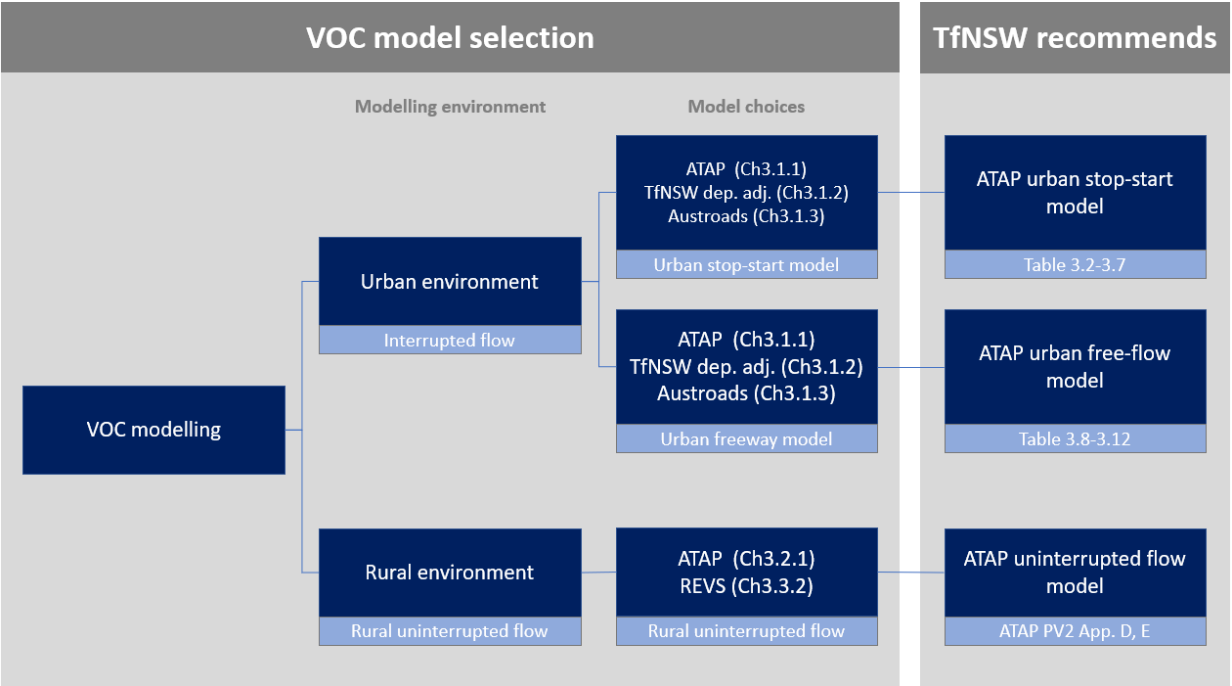 VOC model selection
TfNSW recommends
Modelling environment
Model choices
ATAP (Ch3.1.1)
TfNSW dep. adj. (Ch3.1.2)
Austroads (Ch3.1.3)
Urban stop-start model
ATAP urban stop-start
model
Table 3.2-3.7
Urban environment
Interrupted flow
ATAP (Ch3.1.1)
TfNSW dep. adj. (Ch3.1.2)
Austroads (Ch3.1.3)
Urban freeway model
ATAP urban free-flow
model
Table 3.8-3.12
VOC modelling
Rural environment
Rural uninterrupted flow
ATAP (Ch3.2.1)
REVS (Ch3.3.2)
Rural uninterrupted flow
ATAP uninterrupted flow
model
ATAP PV2 App. D, E